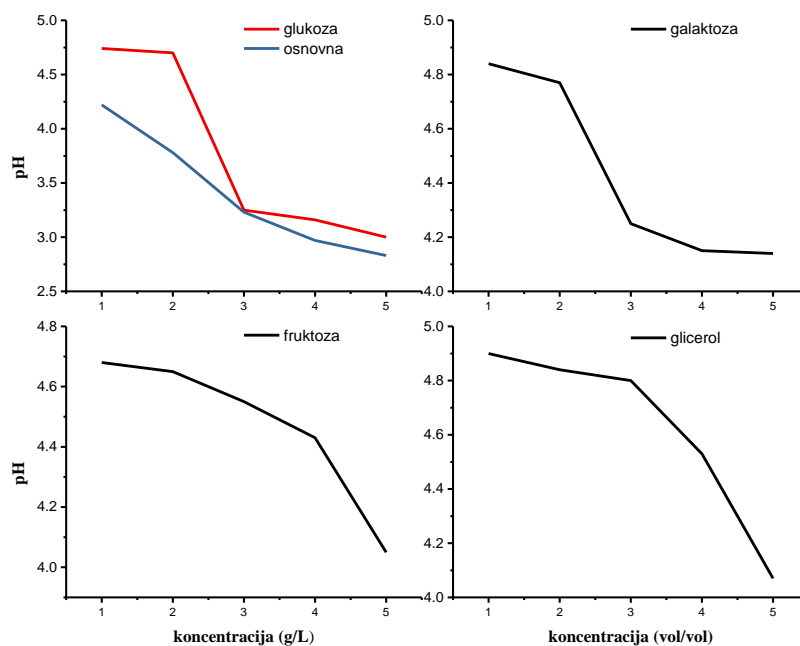 5.0
4.5
4.0
3.5
3.0
2.5
pH
glukoza
osnovna
1 2 3 4 5
5.0
4.8
4.6
4.4
4.2
4.0
galaktoza
1 2 3 4 5
4.8
4.6
4.4
4.2
4.0
pH
fruktoza
1 2 3 4 5
koncentracija (g/L)
5.0
4.8
4.6
4.4
4.2
4.0
glicerol
1 2 3 4 5
koncentracija (vol/vol)